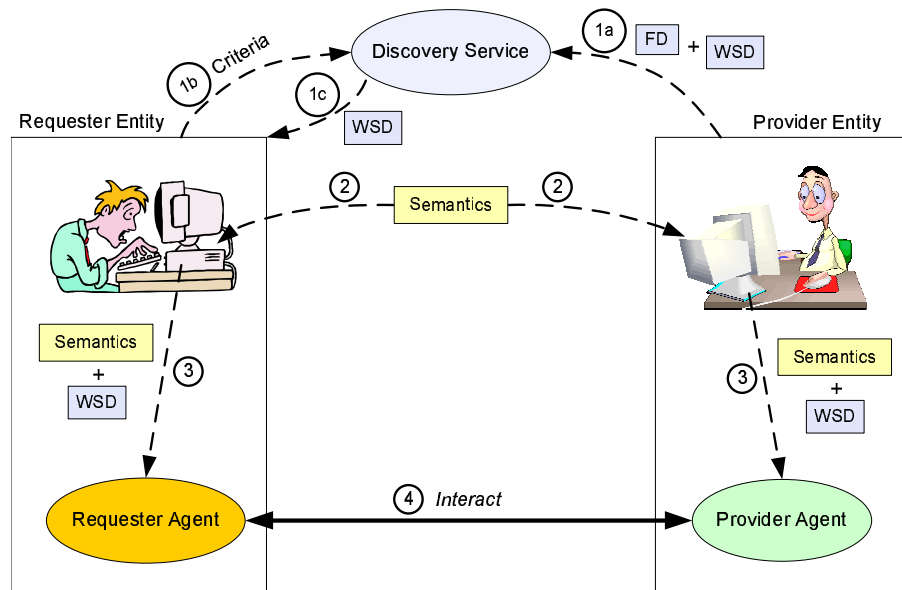 1a
FD
+
WSD
Discovery Service
1b
Criteria
1c
WSD
Requester Entity
Provider Entity
2
Semantics
2
Semantics
+
WSD
3
3
Semantics
+
WSD
4
Interact
Requester Agent
Provider Agent